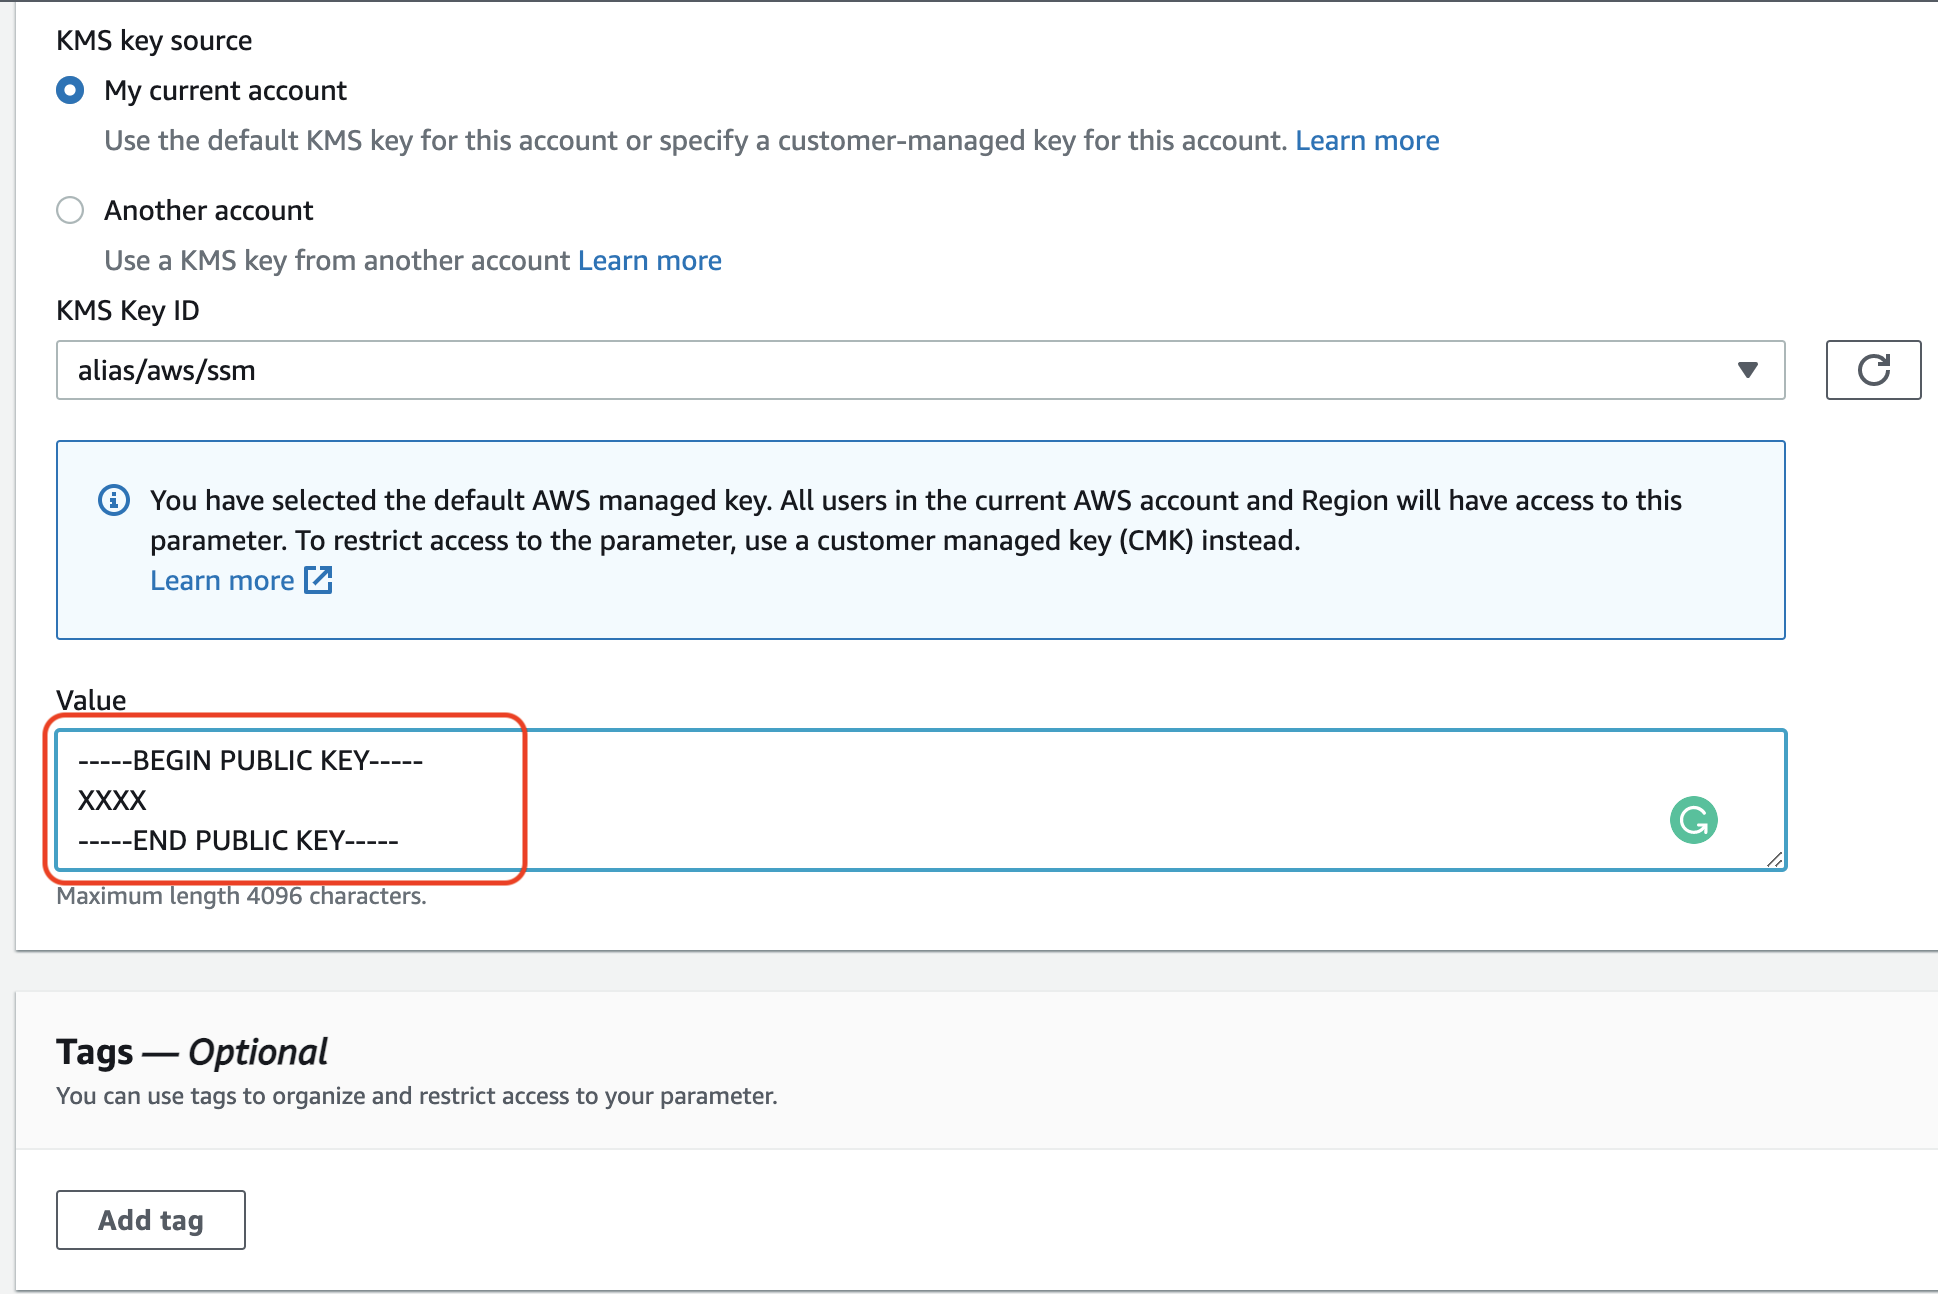 KMS key source
My current account
Use the default KMS key for this account or specify a customer-managed key for this account. Learn more
Another account
Use a KMS key from another account Learn more
KMS Key ID
alias/aws/ssm
You have selected the default AWS managed key. All users in the current AWS account and Region will have access to this
parameter. To restrict access to the parameter, use a customer managed key (CMK) instead.
Learn more
Value
-----BEGIN PUBLIC KEY-----
XXXX
-----END PUBLIC KEY-----
Maximum length 4096 characters.
Tags — Optional
You can use tags to organize and restrict access to your parameter.
Add tag